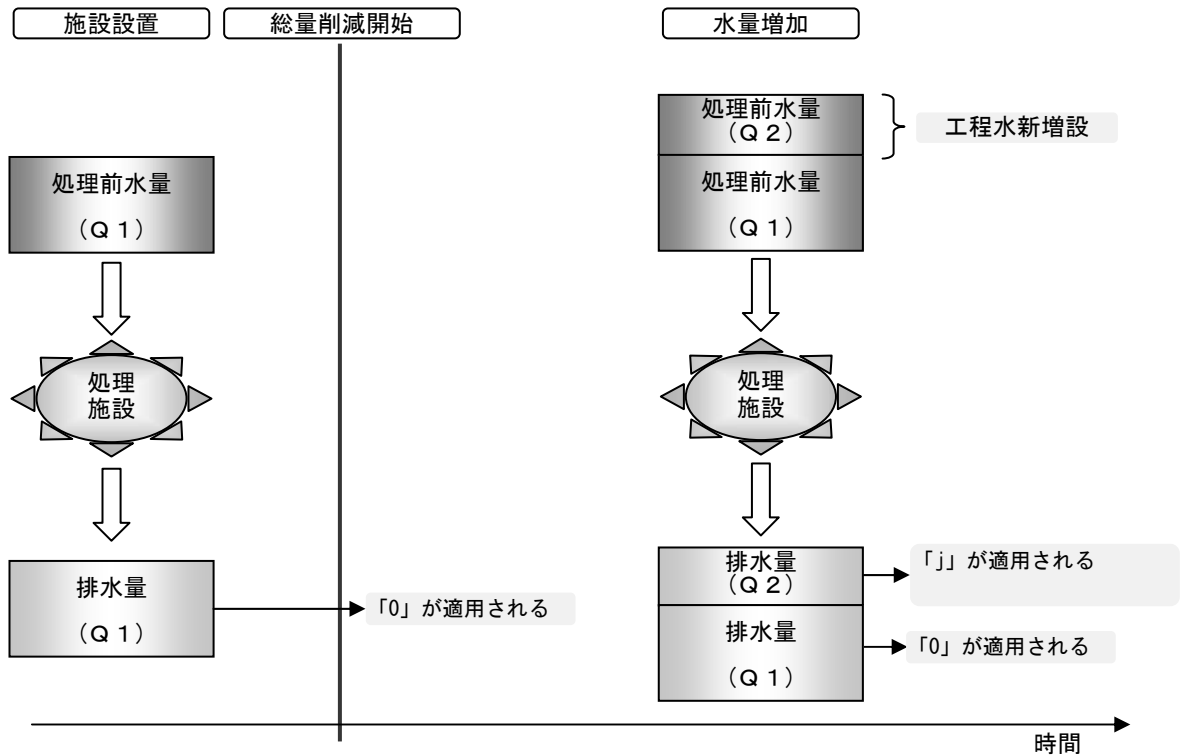 施設設置
総量削減開始
水量増加
処理前水量
（Ｑ２）
工程水新増設
処理前水量
（Ｑ１）
処理前水量
（Ｑ１）
処理
施設
処理
施設
排水量
（Ｑ２）
「j」が適用される
排水量
（Ｑ１）
「0」が適用される
排水量
（Ｑ１）
「0」が適用される
時間